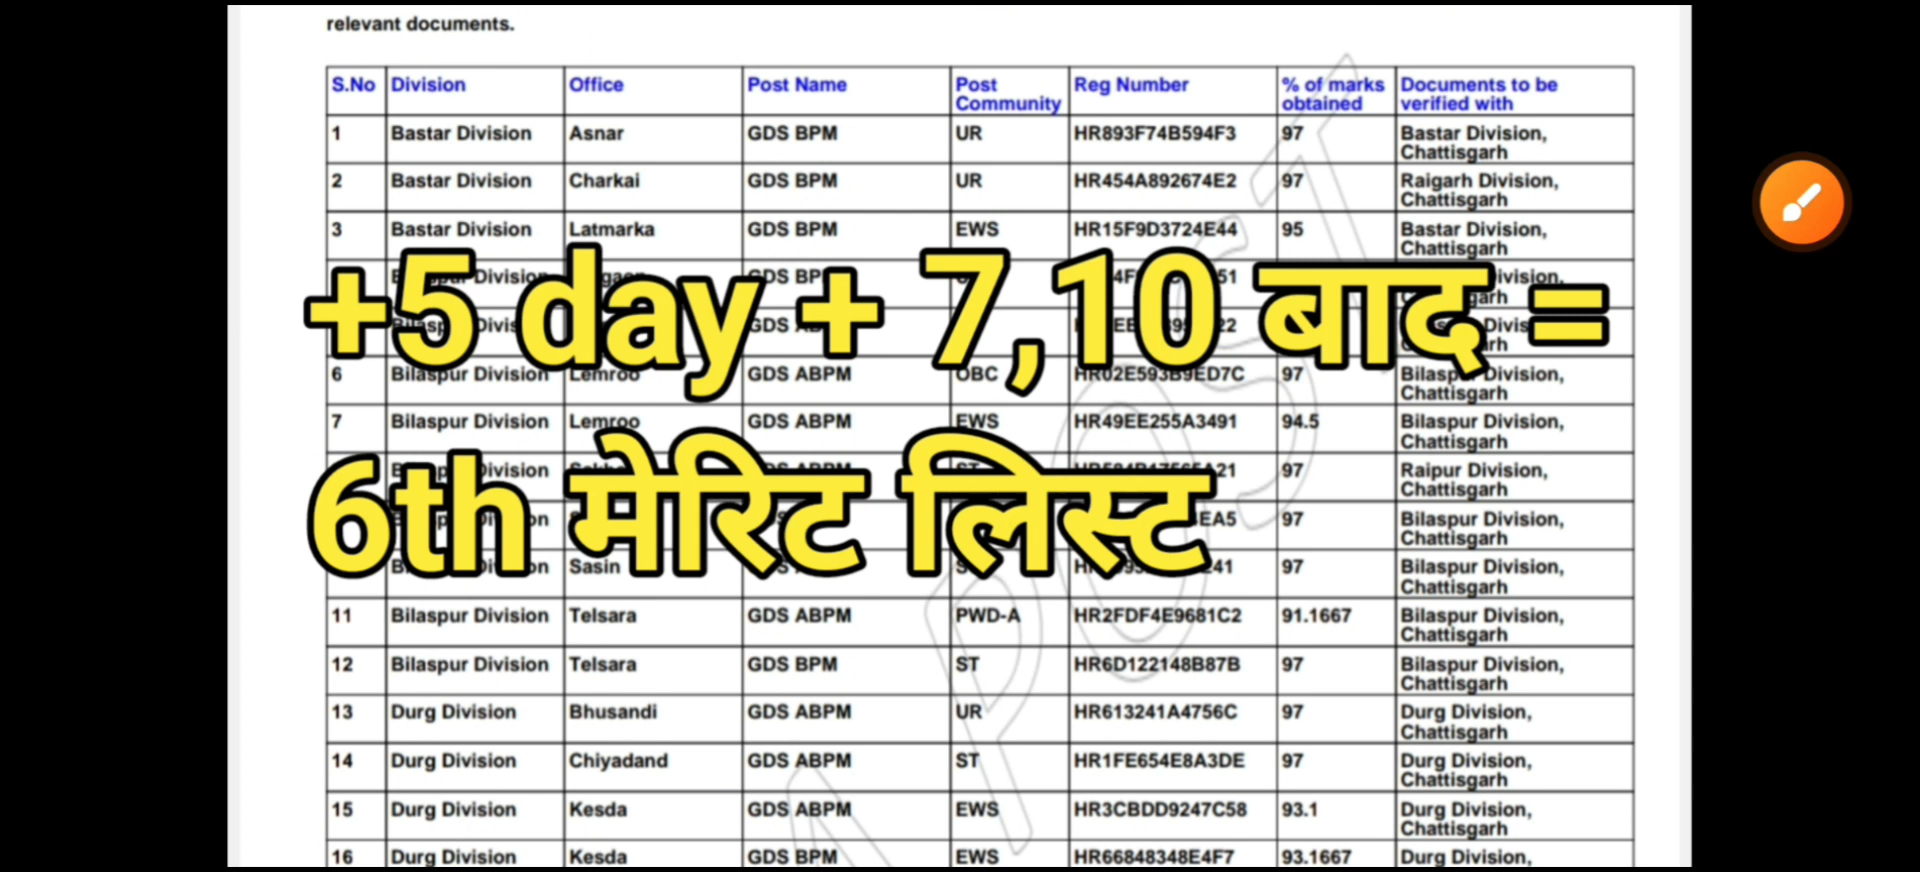 relevant documents.
S.No Division Office Post Name Post Community Reg Number % of marks obtained Documents to be verified with
1 Bastar Division Asnar GDS BPM UR HR893F74B594F3 97 Bastar Division, Chattisgarh
2 Bastar Division Charkai GDS BPM UR HR454A892674E2 97 Raigarh Division, Chattisgarh
3 Bastar Division Latmarka GDS BPM EWS HR15F9D3724E44 95 Bastar Division, Chattisgarh
+5 day + 7,10 बाद =
6 Bilaspur Division Lemroo GDS ABPM OBC HR02E593B9ED7C 97 Bilaspur Division, Chattisgarh
7 Bilaspur Division Lemroo GDS ABPM EWS HR49EE255A3491 94.5 Bilaspur Division, Chattisgarh
97 Raipur Division, Chattisgarh
6th मेरिट लिस्ट
97 Bilaspur Division, Chattisgarh
Sasin 97 Bilaspur Division, Chattisgarh
11 Bilaspur Division Telsara GDS ABPM PWD-A HR2FDF4E9681C2 91.1667 Bilaspur Division, Chattisgarh
12 Bilaspur Division Telsara GDS BPM ST HR6D122148B87B 97 Bilaspur Division, Chattisgarh
13 Durg Division Bhusandi GDS ABPM UR HR613241A4756C 97 Durg Division, Chattisgarh
14 Durg Division Chiyadand GDS ABPM ST HR1FE654E8A3DE 97 Durg Division, Chattisgarh
15 Durg Division Kesda GDS ABPM EWS HR3CBDD9247C58 93.1 Durg Division, Chattisgarh
16 Durg Division Kesda GDS BPM EWS HR66848348E4F7 93.1667 Durg Division,